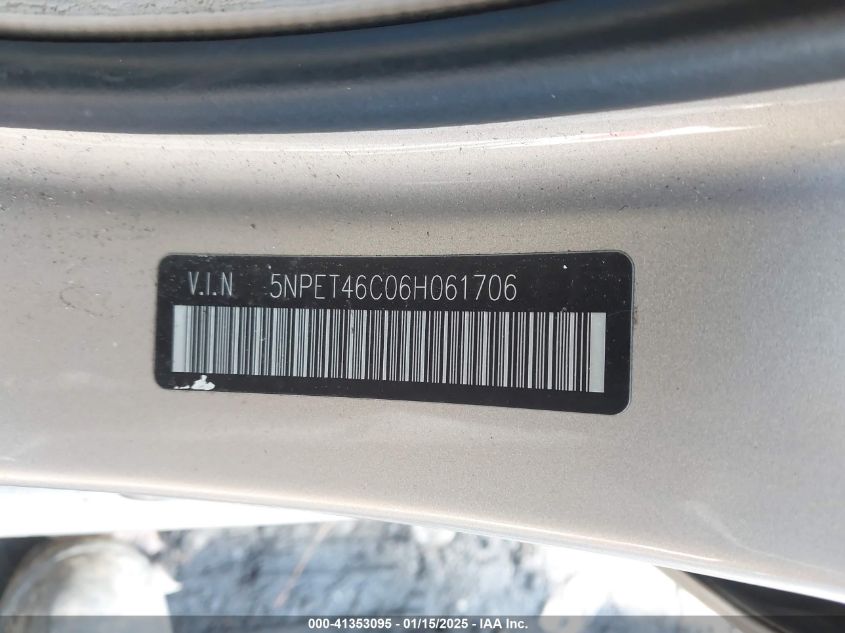 V.I.N 5NPET46C06H061706
000-41353095 - 01/15/2025 - IAA Inc.